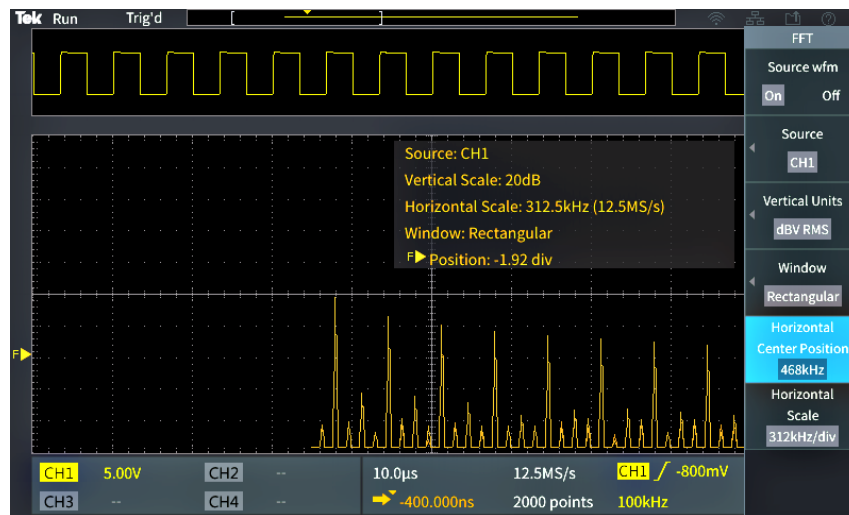 Tek Run Trig'd [ ]
FFT
Source wfm
On Off
Source
CH1
Vertical Units
dBV RMS
Window
Rectangular
Horizontal
Center Position
468kHz
Horizontal
Scale
312kHz/div
Source: CH1
Vertical Scale: 20dB
Horizontal Scale: 312.5kHz (12.5MS/s)
Window: Rectangular
F Position: -1.92 div
F
CH1 5.00V CH2 -- 10.0µs 12.5MS/s CH1 -800mV
CH3 -- CH4 -- -400.000ns 2000 points 100kHz